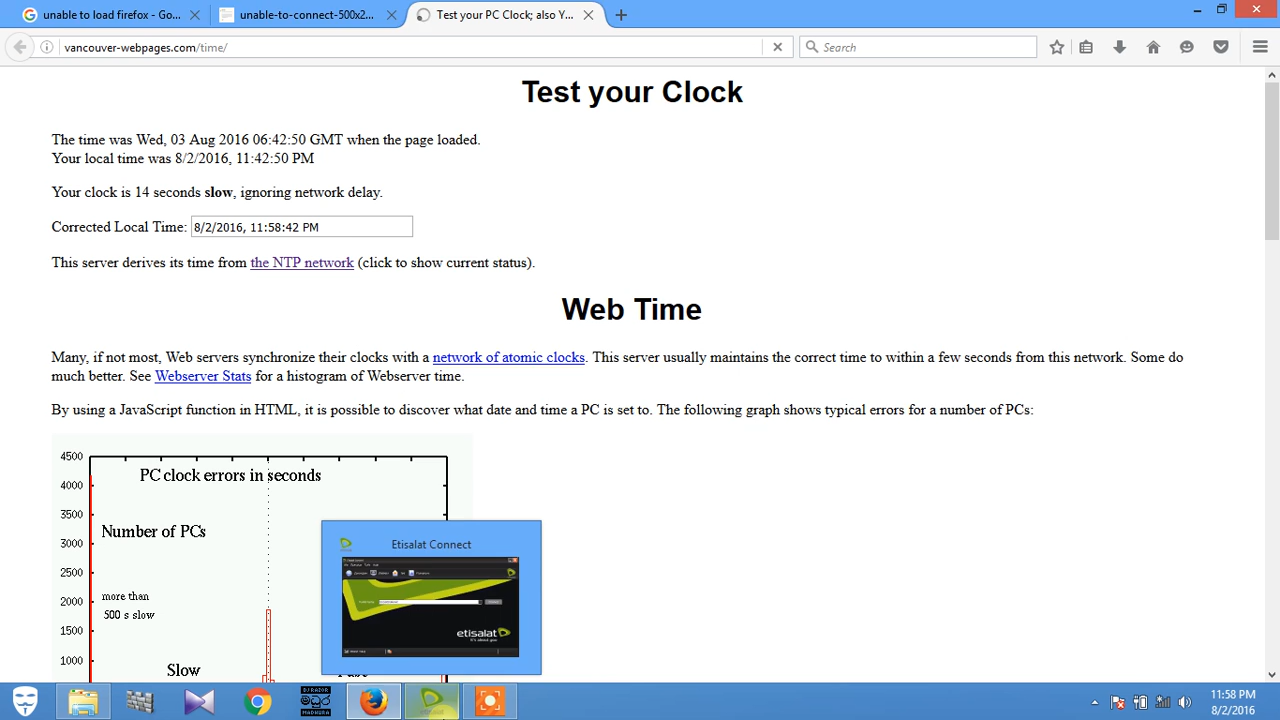 unable to load firefox - Go...
unable-to-connect-500x2...
Test your PC Clock; also Y...
vancouver-webpages.com/time/
Search
Test your Clock
The time was Wed, 03 Aug 2016 06:42:50 GMT when the page loaded.
Your local time was 8/2/2016, 11:42:50 PM
Your clock is 14 seconds slow, ignoring network delay.
Corrected Local Time: 8/2/2016, 11:58:42 PM
This server derives its time from the NTP network (click to show current status).
Web Time
Many, if not most, Web servers synchronize their clocks with a network of atomic clocks. This server usually maintains the correct time to within a few seconds from this network. Some do
much better. See Webserver Stats for a histogram of Webserver time.
By using a JavaScript function in HTML, it is possible to discover what date and time a PC is set to. The following graph shows typical errors for a number of PCs:
4500
PC clock errors in seconds
4000
3500
Number of PCs
3000
2500
more than
2000
500 s slow
1500
1000
Slow
Etisalat Connect
etisalat
DJ RADOR
MADHURA
11:58 PM
8/2/2016